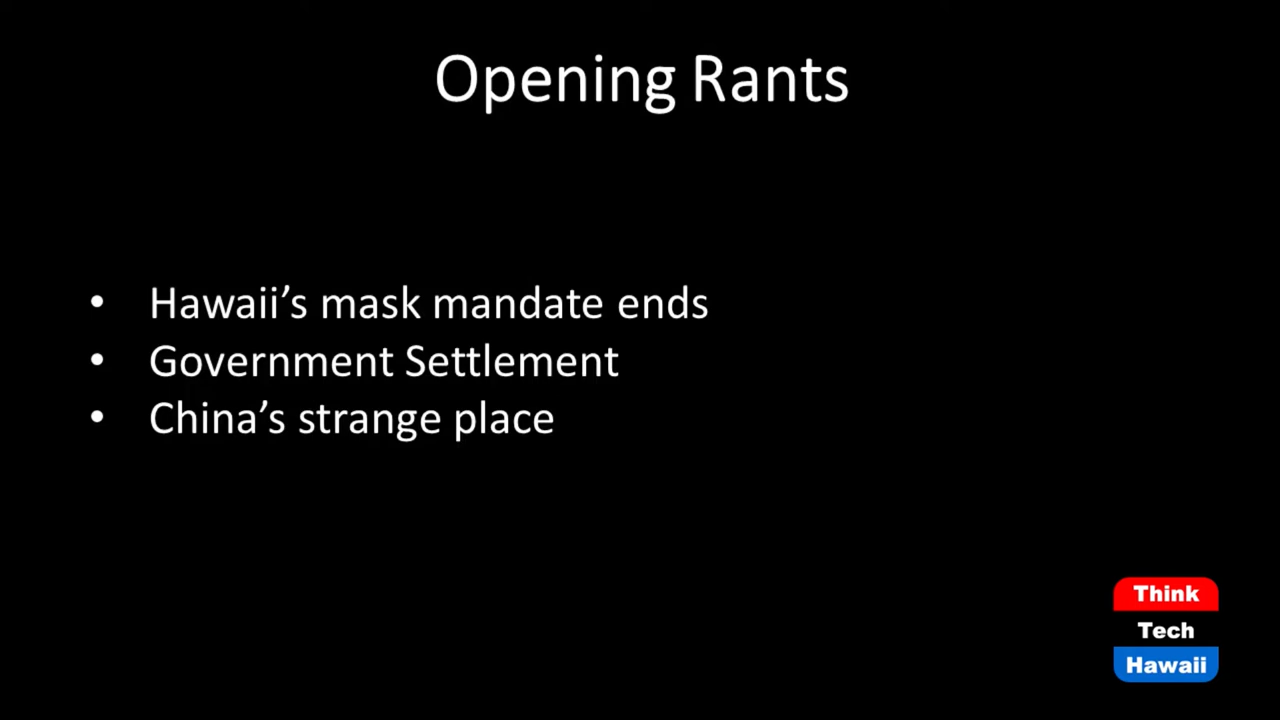 Opening Rants
• Hawaii’s mask mandate ends
• Government Settlement
• China’s strange place
Think
Tech
Hawaii